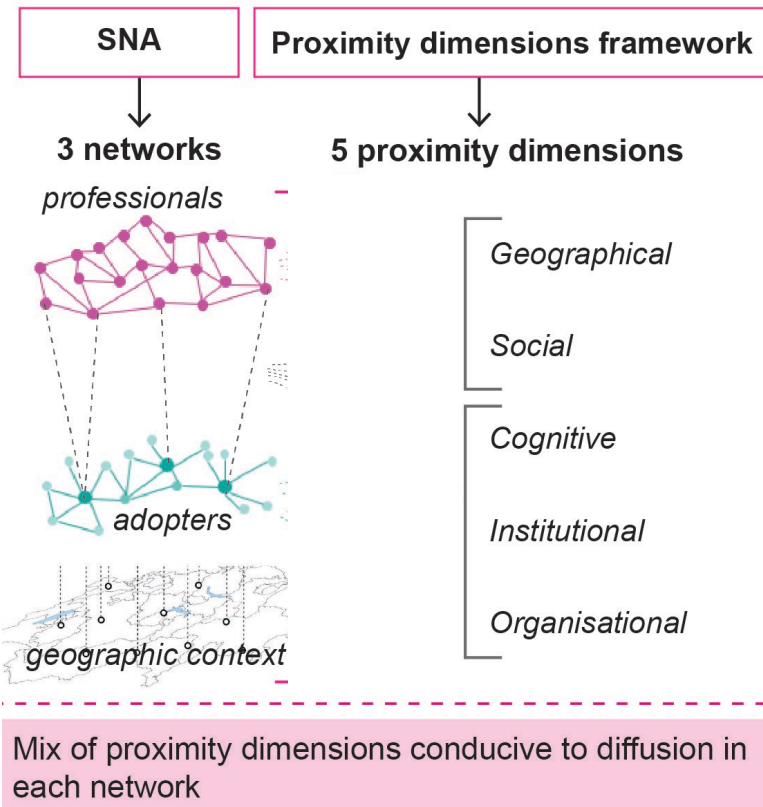 SNA
Proximity dimensions framework
3 networks
5 proximity dimensions
professionals
Geographical
Social
Cognitive
adopters
Institutional
Organisational
geographic context
Mix of proximity dimensions conducive to diffusion in
each network